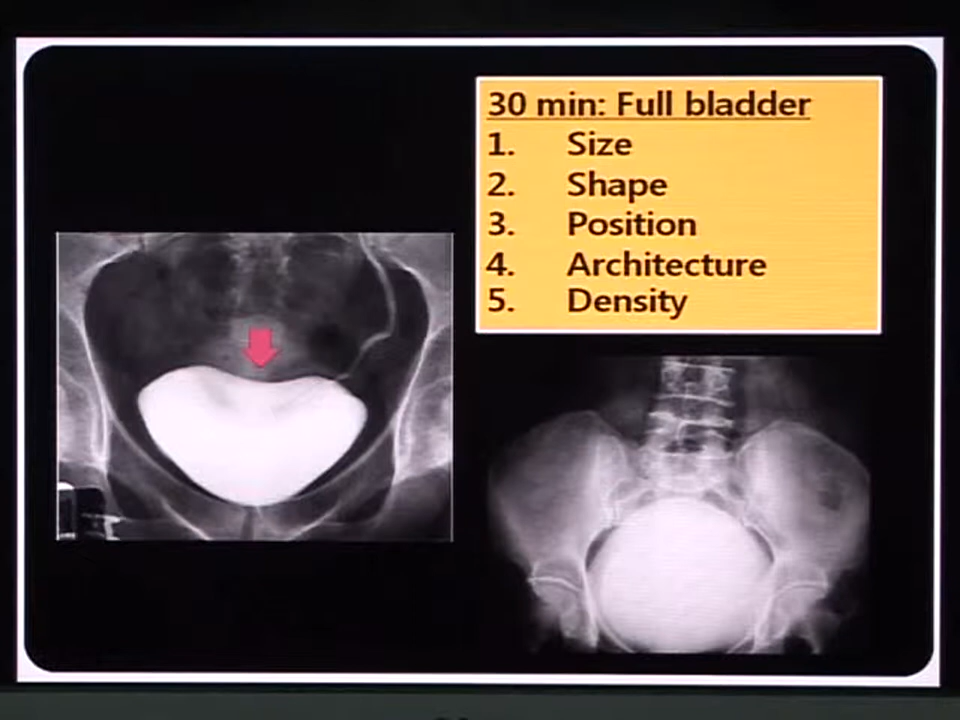 30 min: Full bladder
1. Size
2. Shape
3. Position
4. Architecture
5. Density